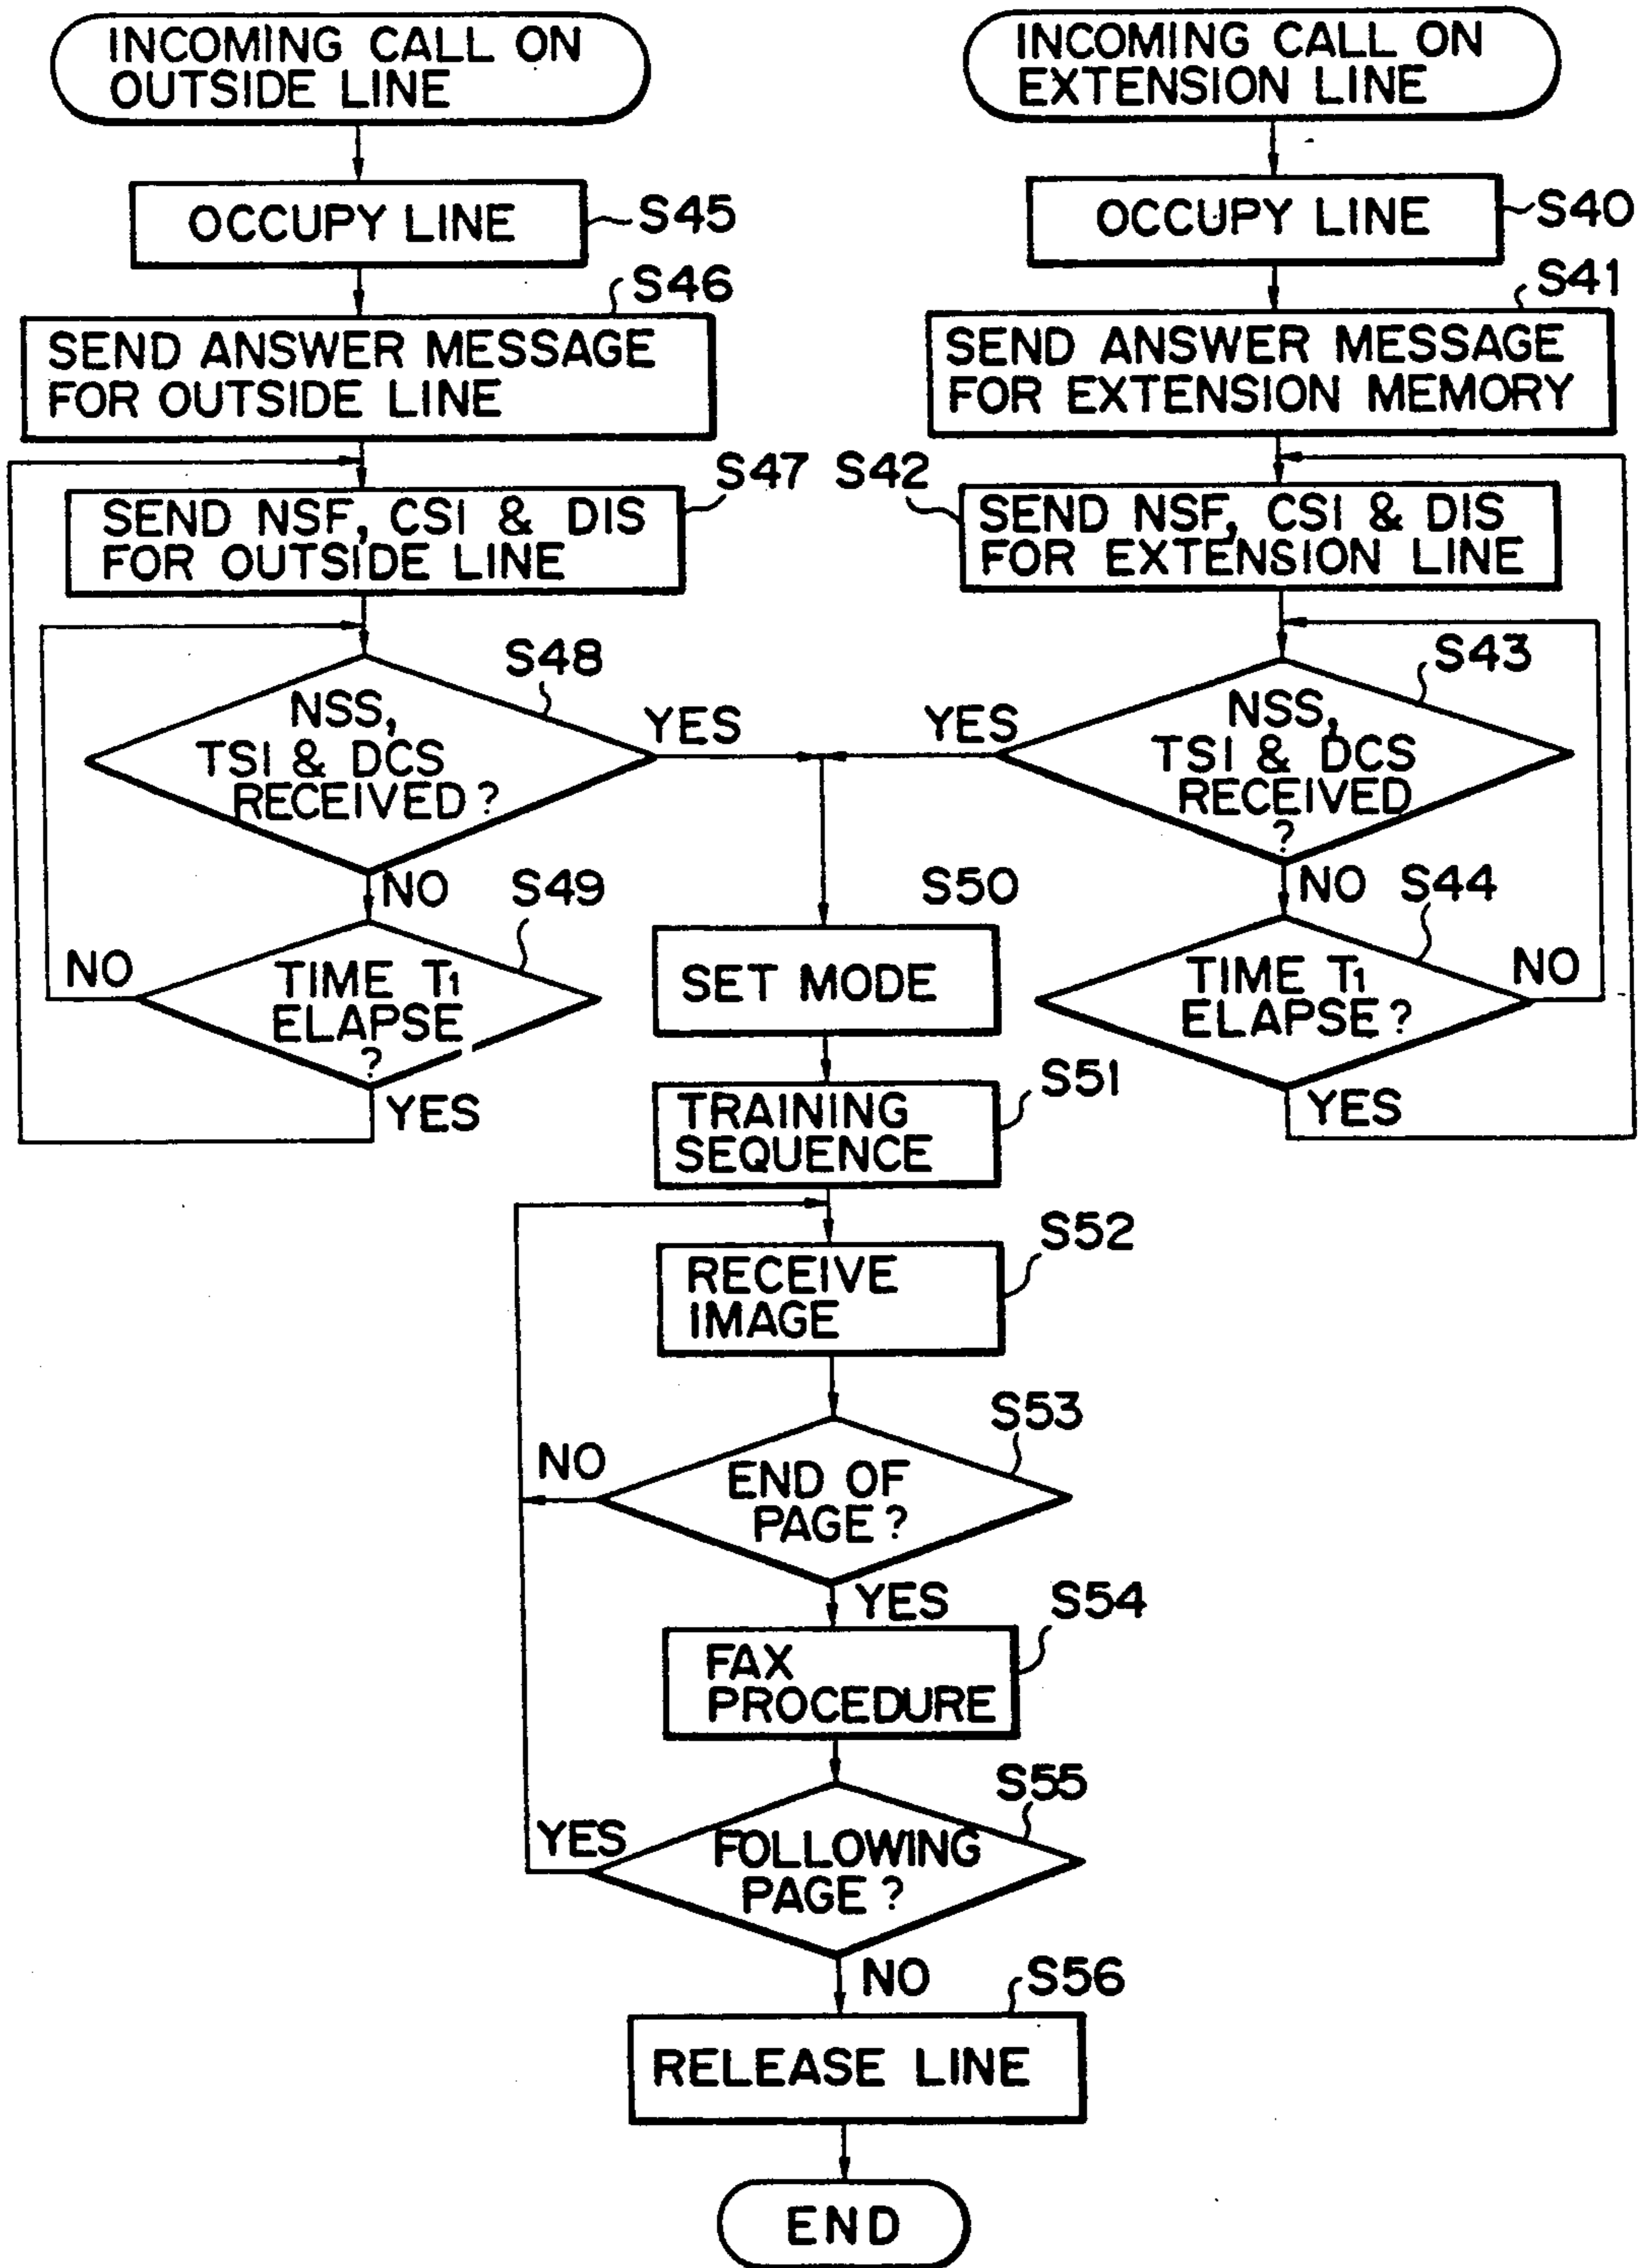 INCOMING CALL ON
OUTSIDE LINE
INCOMING CALL ON
EXTENSION LINE
OCCUPY LINE
S45
OCCUPY LINE
S40
S46
SEND ANSWER MESSAGE
FOR OUTSIDE LINE
S41
SEND ANSWER MESSAGE
FOR EXTENSION MEMORY
S47
SEND NSF, CSI & DIS
FOR OUTSIDE LINE
S42
SEND NSF, CSI & DIS
FOR EXTENSION LINE
S48
NSS,
TSI & DCS
RECEIVED?
YES
NO
S43
NSS,
TSI & DCS
RECEIVED
?
YES
NO
S49
TIME T1
ELAPSE
?
NO
YES
S44
TIME T1
ELAPSE?
NO
YES
S50
SET MODE
S51
TRAINING
SEQUENCE
S52
RECEIVE
IMAGE
S53
END OF
PAGE?
NO
YES
S54
FAX
PROCEDURE
S55
FOLLOWING
PAGE?
YES
NO
S56
RELEASE LINE
END